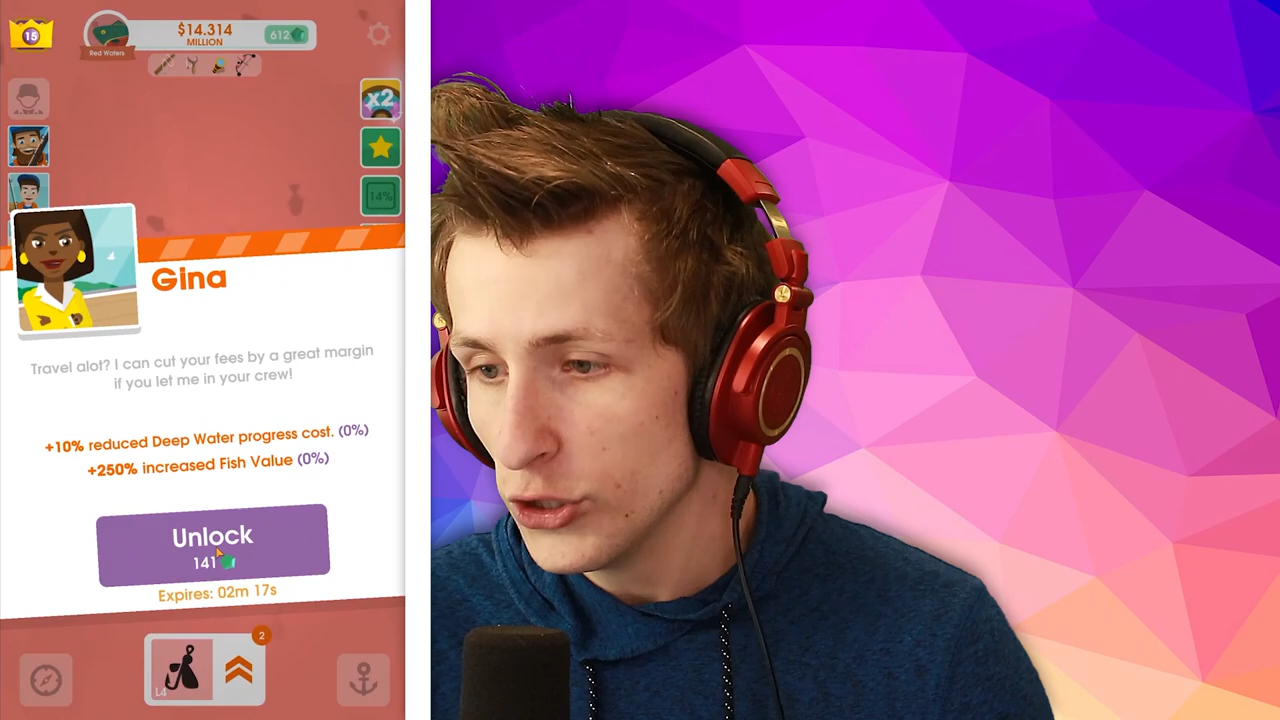 15
$14.314
MILLION
612
Red Waters
x2
14%
Gina
Travel alot? I can cut your fees by a great margin
if you let me in your crew!
+10% reduced Deep Water progress cost. (0%)
+250% increased Fish Value (0%)
Unlock
141
Expires: 02m 17s
2
L4